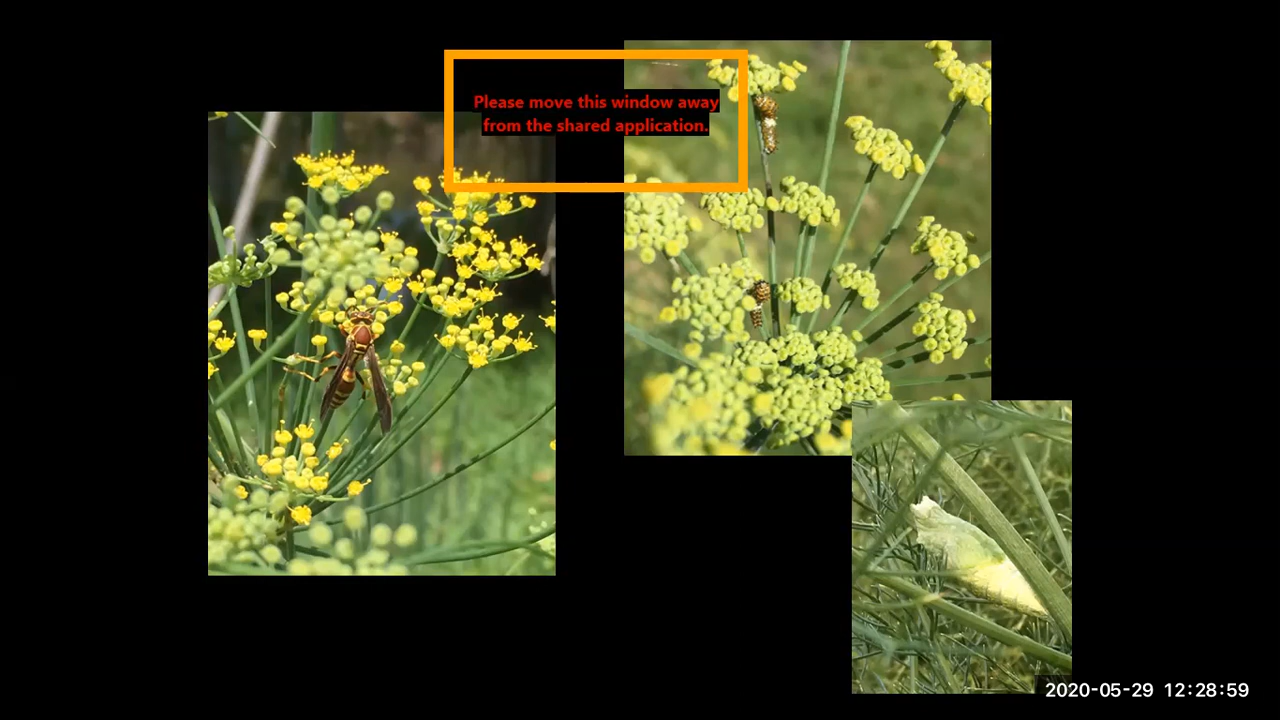 Please move this window away
from the shared application.
2020-05-29 12:28:59